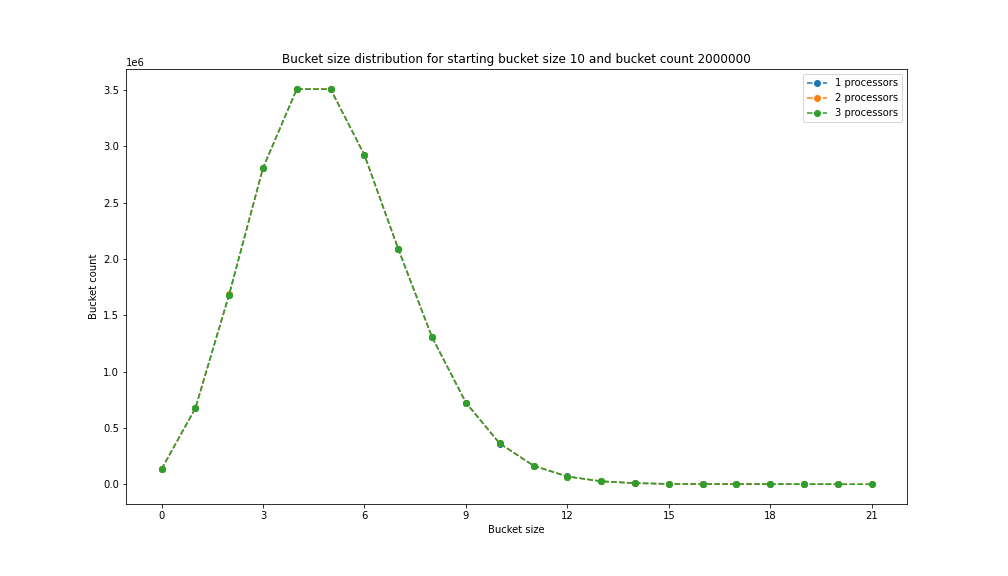 Bucket size distribution for starting bucket size 10 and bucket count 2000000
1e6
1 processors
2 processors
3 processors
3.5
3.0
2.5
2.0
1.5
1.0
0.5
0.0
Bucket count
0 3 6 9 12 15 18 21
Bucket size